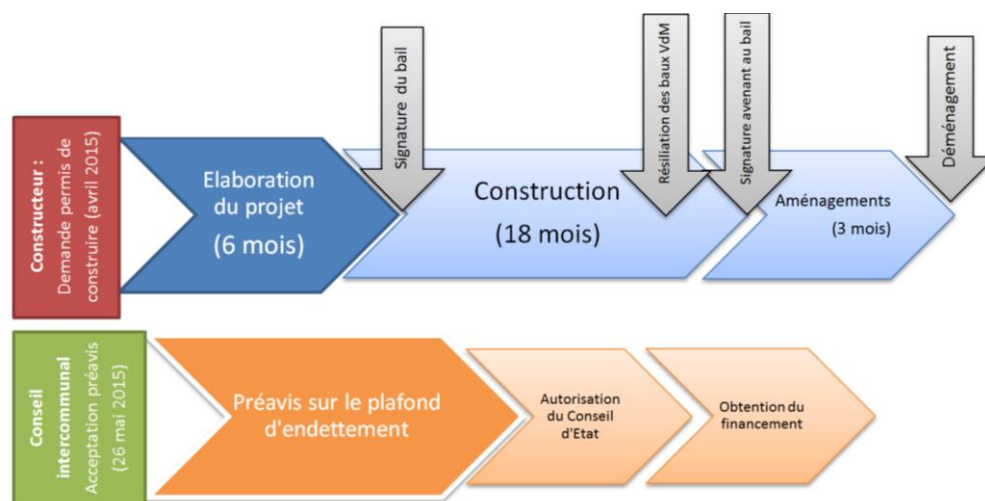 Constructeur :
Demande permis de
construire (avril 2015)
Elaboration
du projet
(6 mois)
Signature du bail
Construction
(18 mois)
Résiliation des baux VdM
Signature avenant au bail
Aménagements
(3 mois)
Déménagement
Conseil
intercommunal
Acceptation préavis
(26 mai 2015)
Préavis sur le plafond
d'endettement
Autorisation
du Conseil
d'Etat
Obtention du
financement